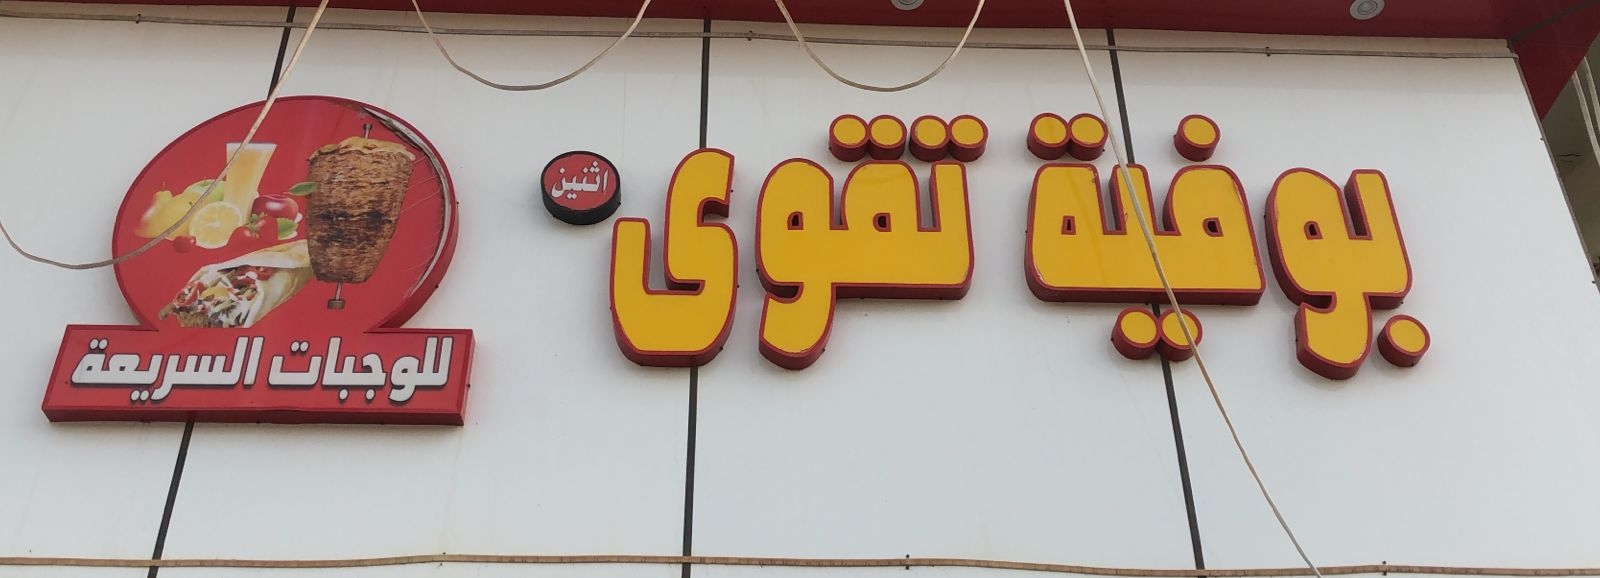 بوفية تقوى
اثنين
للوجبات السريعة